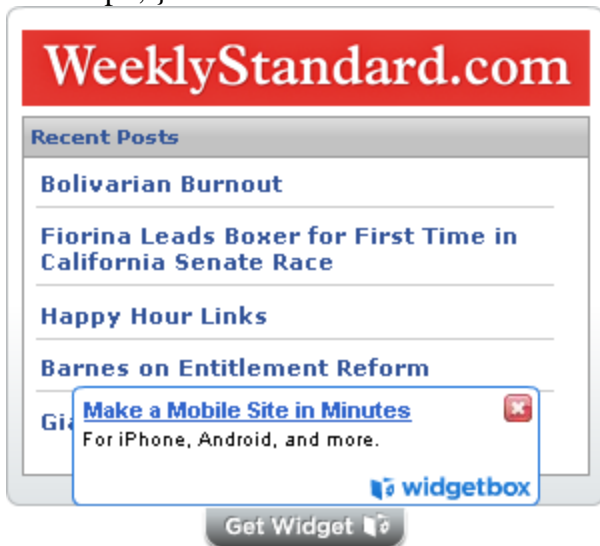 WeeklyStandard.com
Recent Posts
Bolivarian Burnout
Fiorina Leads Boxer for First Time in
California Senate Race
Happy Hour Links
Barnes on Entitlement Reform
Make a Mobile Site in Minutes
For iPhone, Android, and more.
widgetbox
Get Widget